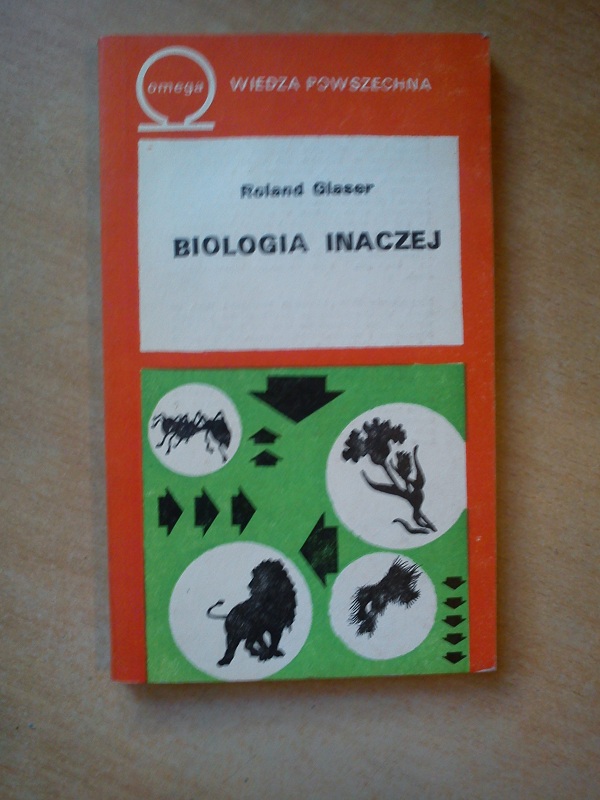 omega
WIEDZA POWSZECHNA
Roland Glaser
BIOLOGIA INACZEJ